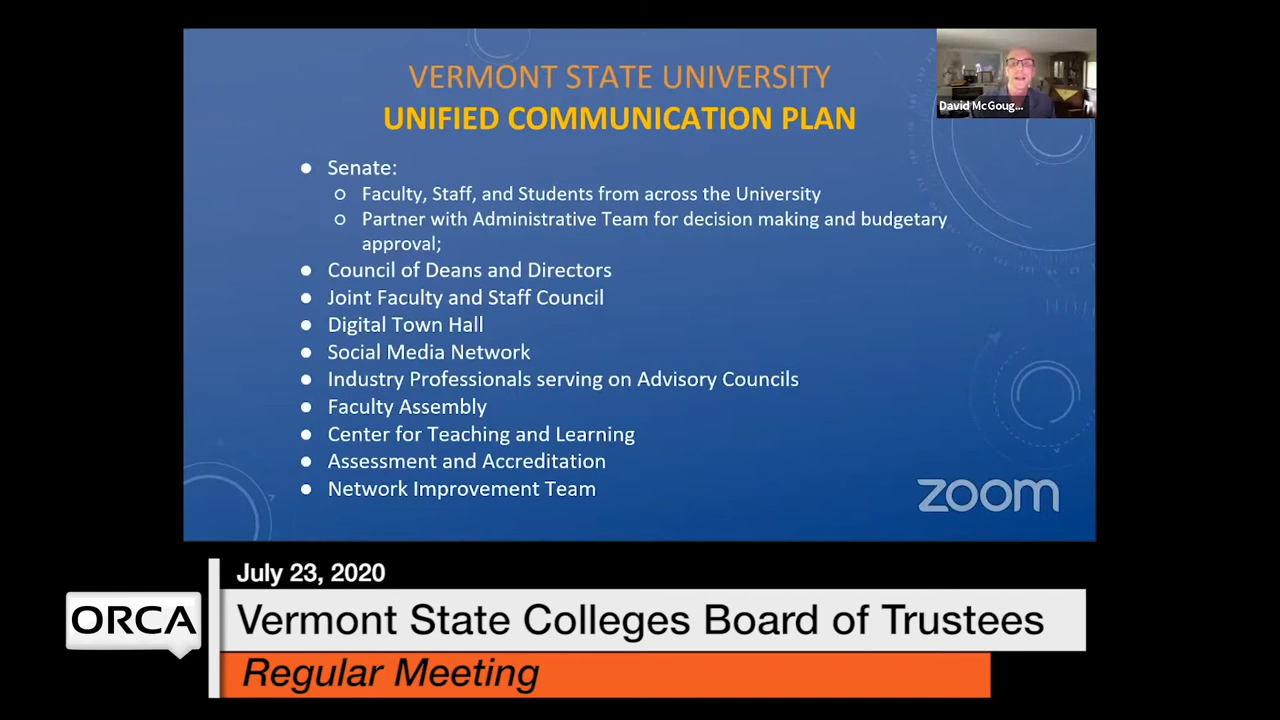 VERMONT STATE UNIVERSITY
UNIFIED COMMUNICATION PLAN
David McGoug...
● Senate:
○ Faculty, Staff, and Students from across the University
○ Partner with Administrative Team for decision making and budgetary
approval;
● Council of Deans and Directors
● Joint Faculty and Staff Council
● Digital Town Hall
● Social Media Network
● Industry Professionals serving on Advisory Councils
● Faculty Assembly
● Center for Teaching and Learning
● Assessment and Accreditation
● Network Improvement Team
zoom
July 23, 2020
ORCA
Vermont State Colleges Board of Trustees
Regular Meeting